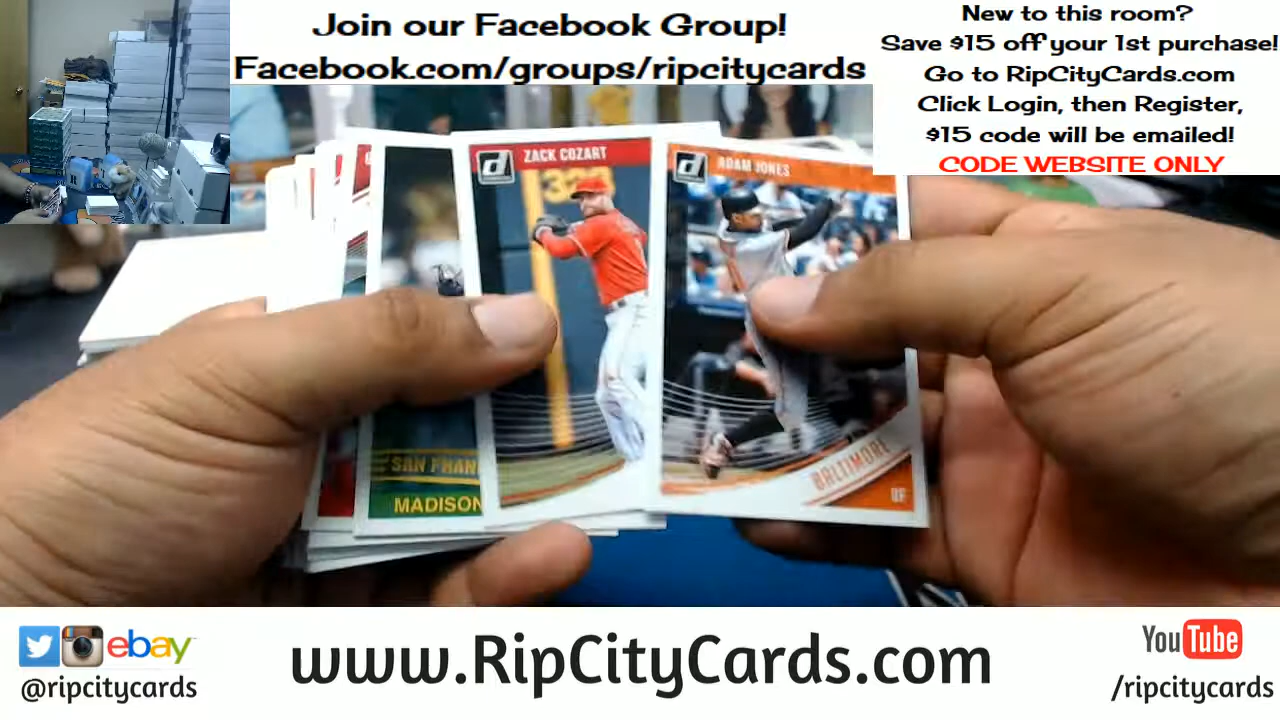 Join our Facebook Group!
Facebook.com/groups/ripcitycards
New to this room?
Save $15 off your 1st purchase!
Go to RipCityCards.com
Click Login, then Register,
$15 code will be emailed!
CODE WEBSITE ONLY
ZACK COZART
ADAM JONES
BALTIMORE
OF
SAN FRAN
MADISON
ebay
@ripcitycards
www.RipCityCards.com
YouTube
/ripcitycards